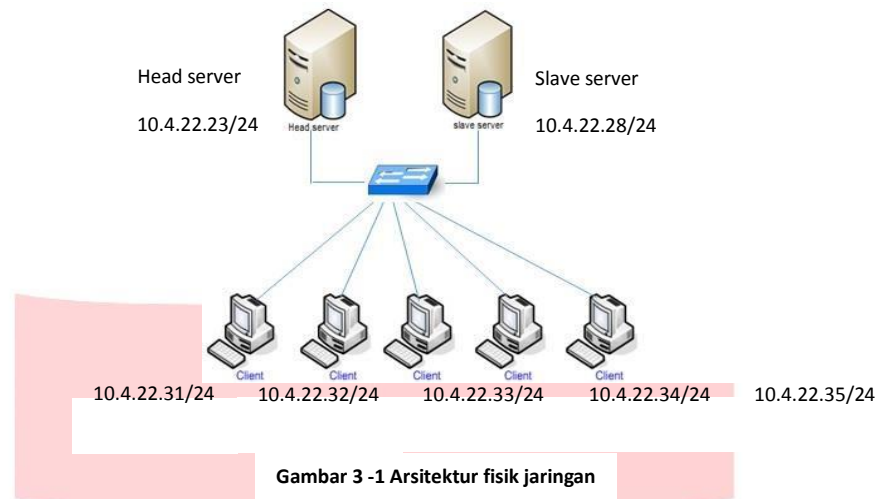 Head server
10.4.22.23/24
Head server
Slave server
10.4.22.28/24
slave server
Client Client Client Client Client
10.4.22.31/24 10.4.22.32/24 10.4.22.33/24 10.4.22.34/24 10.4.22.35/24
Gambar 3 -1 Arsitektur fisik jaringan